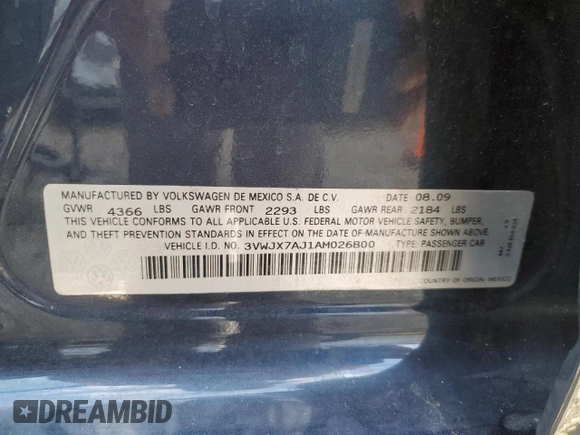 MANUFACTURED BY VOLKSWAGEN DE MEXICO S.A. DE C.V. DATE 08.09
GVWR 4366 LBS GAWR FRONT 2293 LBS GAWR REAR 2184 LBS
THIS VEHICLE CONFORMS TO ALL APPLICABLE U.S. FEDERAL MOTOR VEHICLE SAFETY, BUMPER,
AND THEFT PREVENTION STANDARDS IN EFFECT ON THE DATE OF MANUFACTURE SHOWN ABOVE.
VEHICLE I.D. NO. 3VWJX7AJ1AM026800 TYPE: PASSENGER CAR
COUNTRY OF ORIGIN: MEXICO
DREAMBID